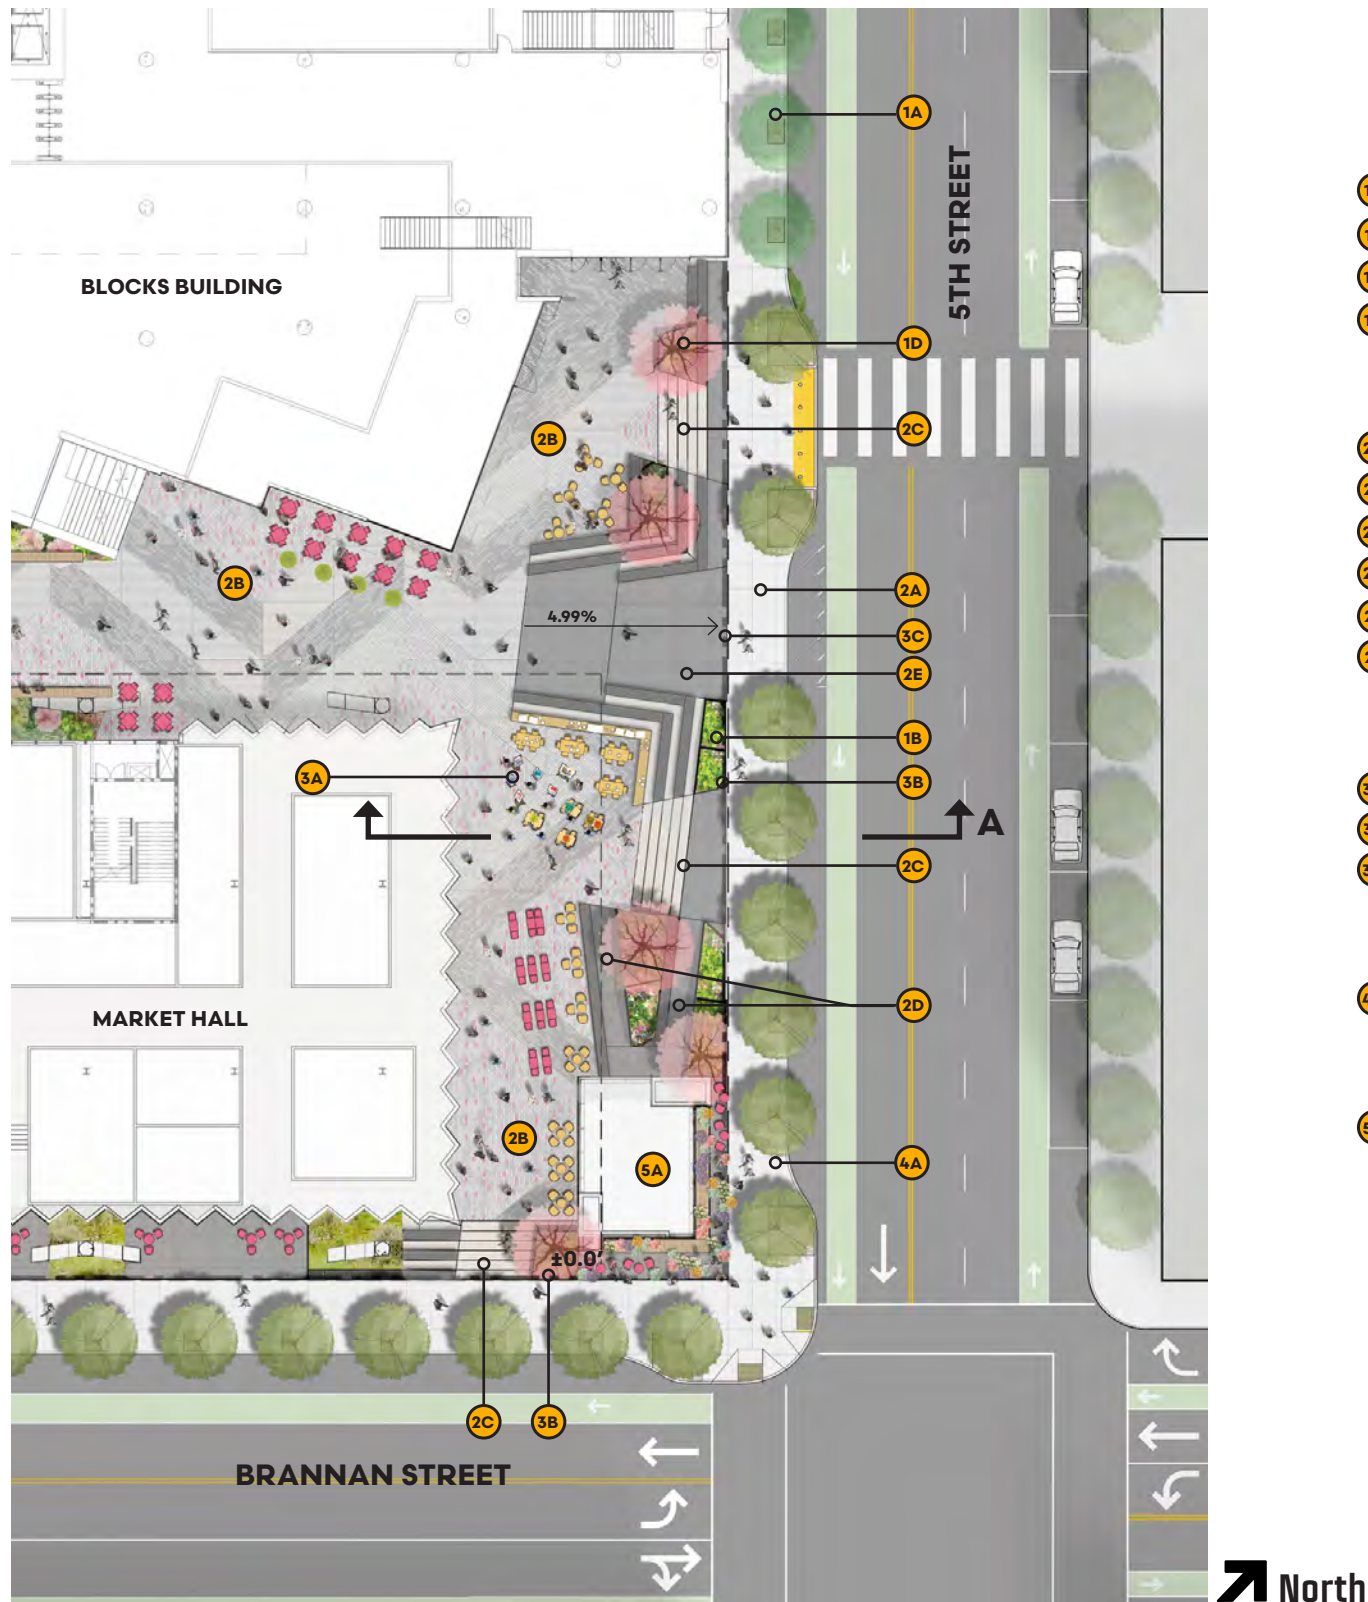 1A
5TH STREET
BLOCKS BUILDING
1D
2C
2B
2B
2A
4.99%
3C
2E
1B
3A
3B
A
2C
2D
MARKET HALL
2B
5A
4A
±0.0'
2C
3B
BRANNAN STREET
North